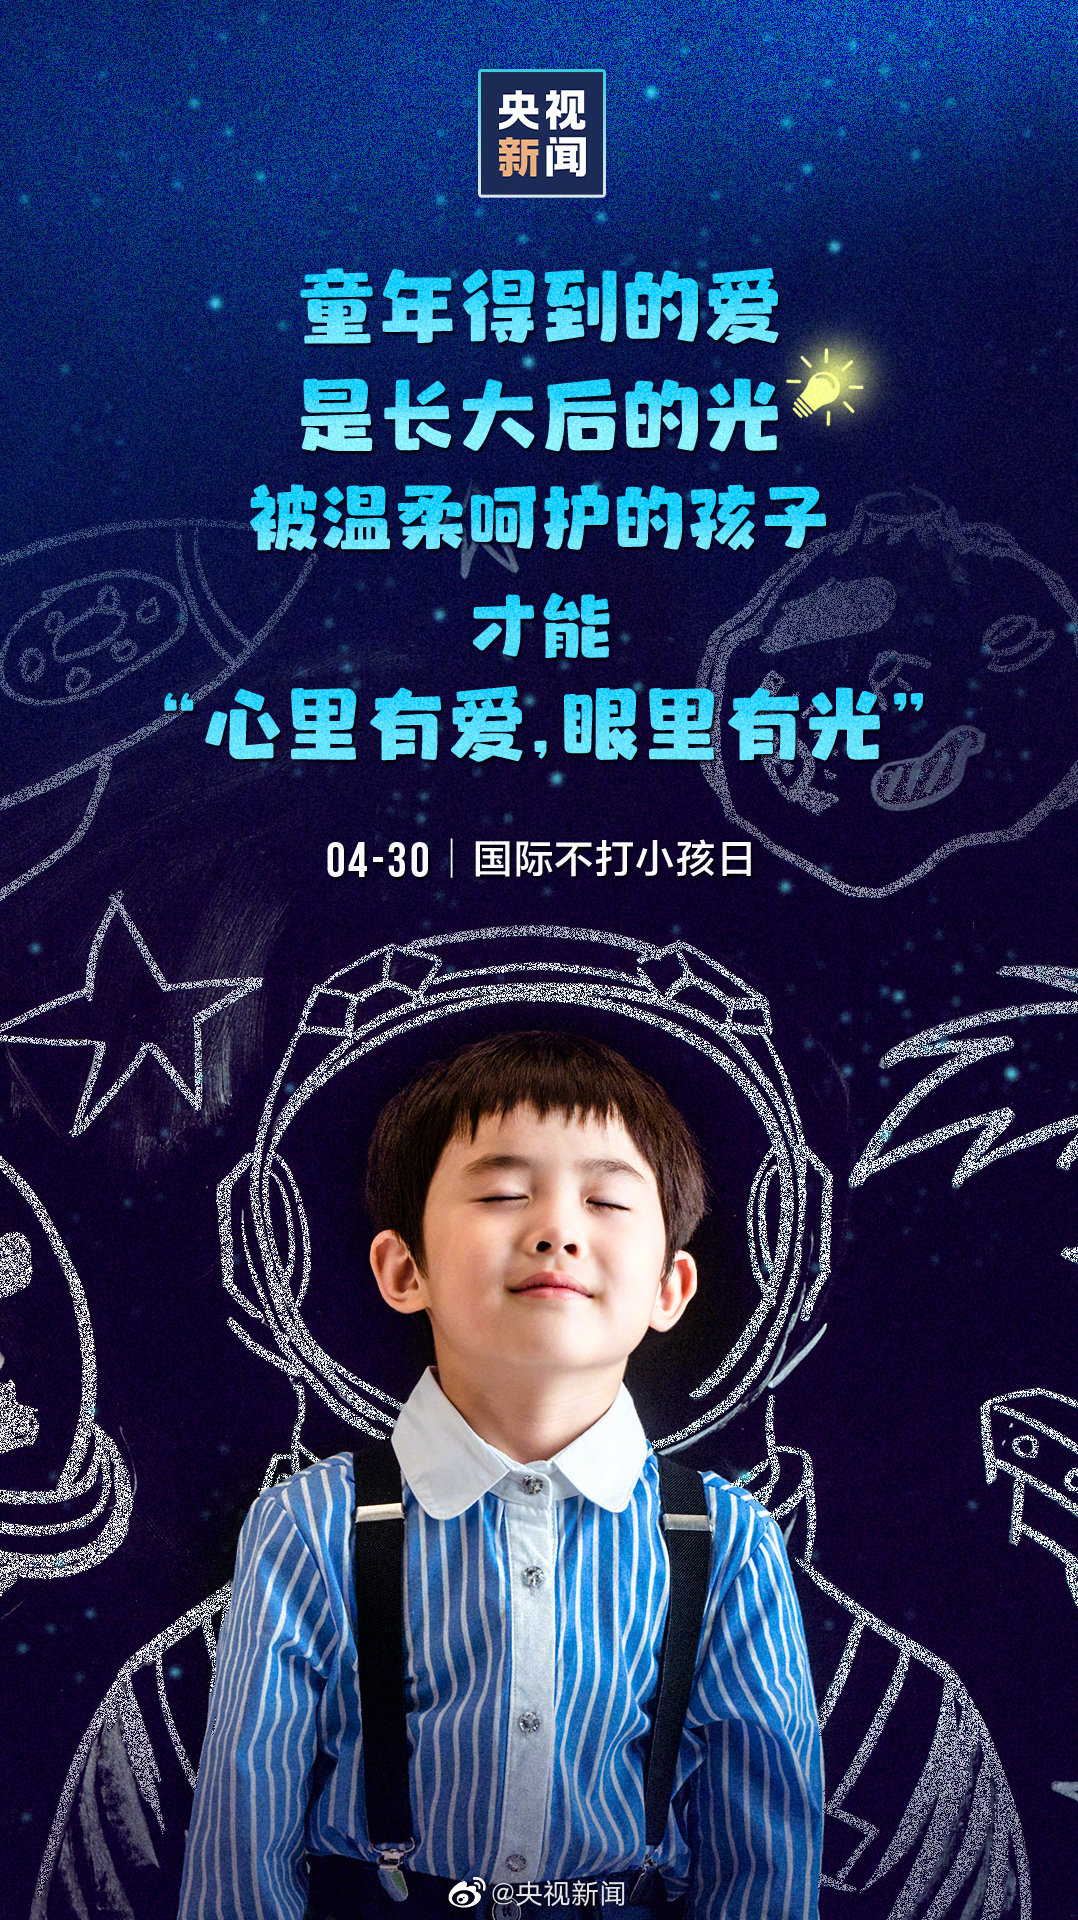 央视
新闻
童年得到的爱
是长大后的光
被温柔呵护的孩子
才能
“心里有爱,眼里有光”
04-30｜国际不打小孩日
@央视新闻